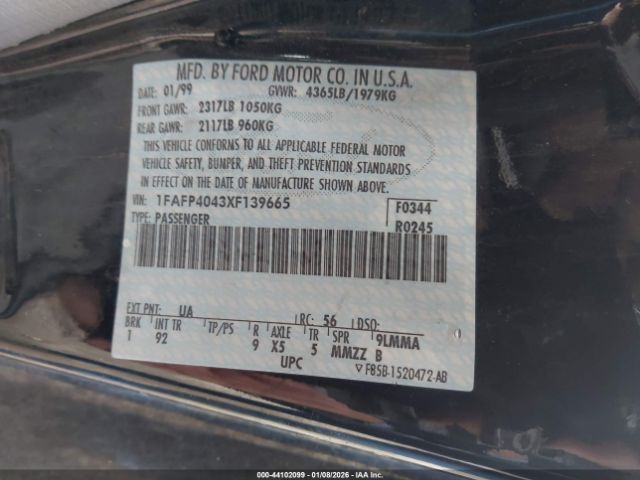 MFD. BY FORD MOTOR CO. IN U.S.A.
DATE: 01/99 GVWR: 4365LB/1979KG
FRONT GAWR: 2317LB 1050KG
REAR GAWR: 2117LB 960KG
THIS VEHICLE CONFORMS TO ALL APPLICABLE FEDERAL MOTOR
VEHICLE SAFETY, BUMPER, AND THEFT PREVENTION STANDARDS
IN EFFECT ON THE DATE OF MANUFACTURE SHOWN ABOVE.
VIN: 1FAFP4043XF139665 F0344
TYPE: PASSENGER R0245
EXT PNT: UA RC: 56 DSO:
BRK INT TR TP/PS R AXLE TR SPR 9LMMA
1 92 9 X5 5 MMZZ B
UPC ▽ F85B-1520472-AB
000-44102099 - 01/08/2026 - IAAI.COM